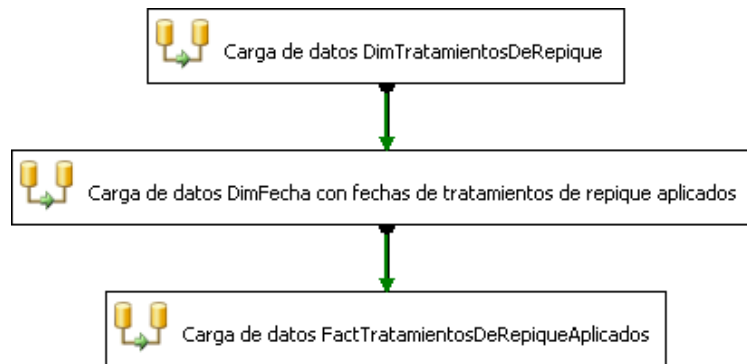 Carga de datos DimTratamientosDeRepique
Carga de datos DimFecha con fechas de tratamientos de repique aplicados
Carga de datos FactTratamientosDeRepiqueAplicados